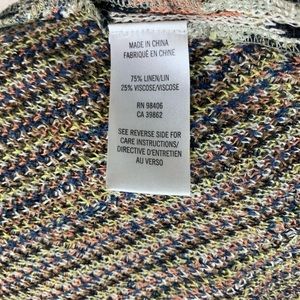 MADE IN CHINA
FABRIQUÉ EN CHINE
75% LINEN/LIN
25% VISCOSE/VISCOSE
RN 98406
CA 39862
SEE REVERSE SIDE FOR
CARE INSTRUCTIONS/
DIRECTIVE D'ENTRETIEN
AU VERSO